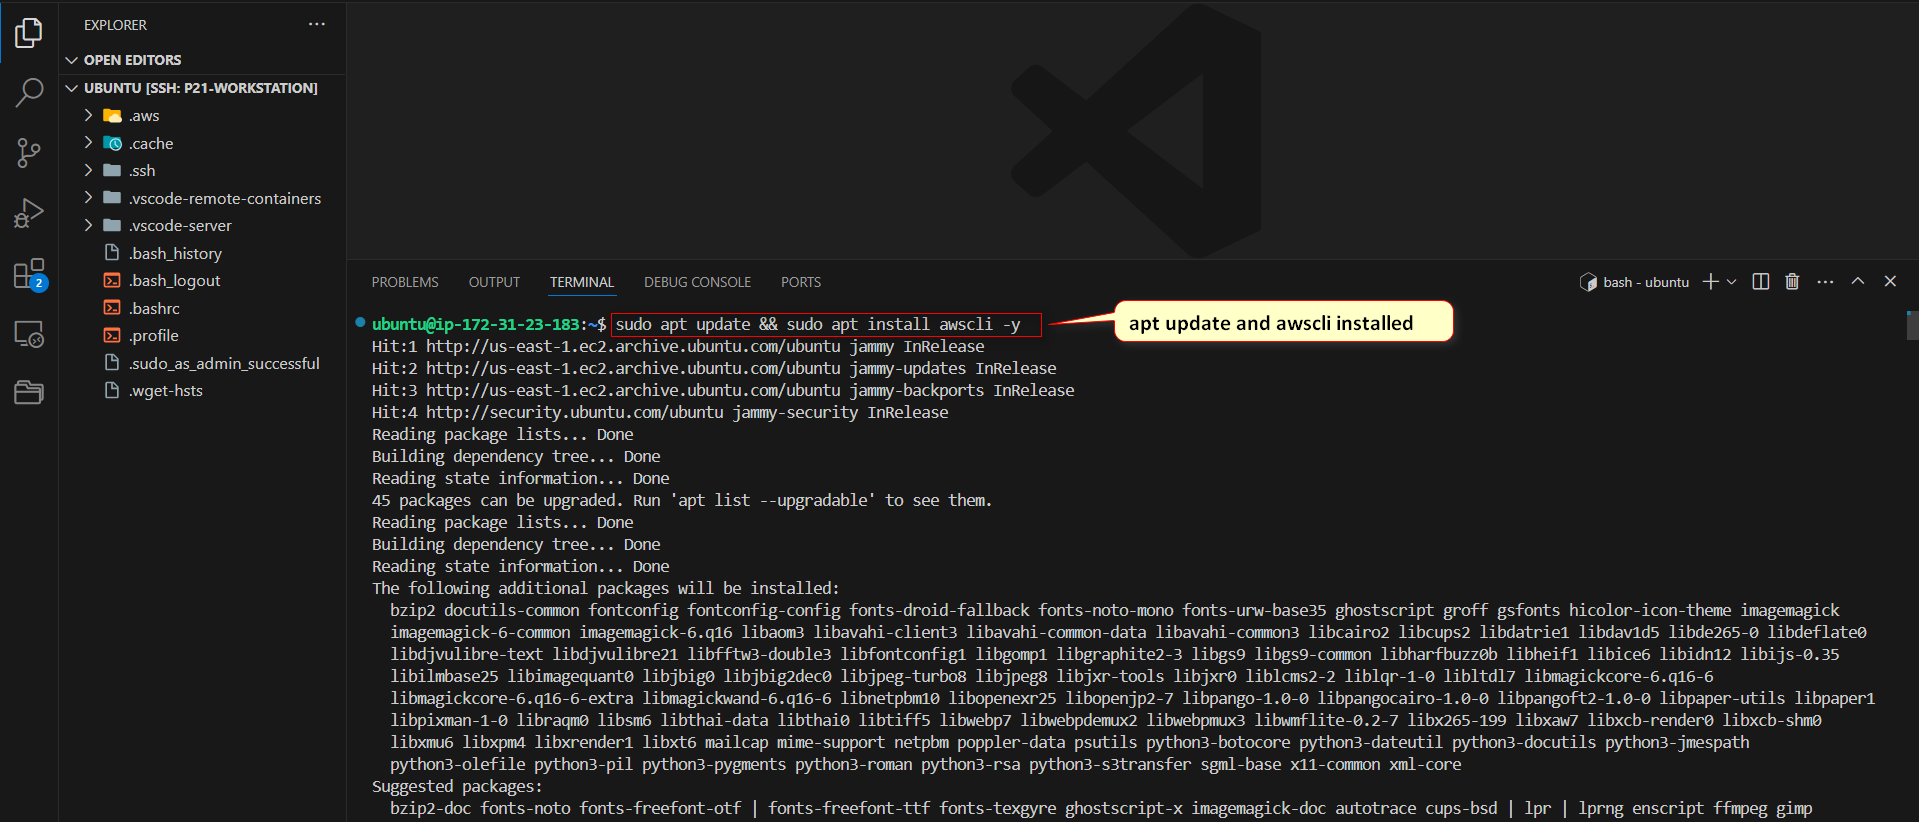 EXPLORER
OPEN EDITORS
UBUNTU [SSH: P21-WORKSTATION]
.aws
.cache
.ssh
.vscode-remote-containers
.vscode-server
.bash_history
.bash_logout
.bashrc
.profile
.sudo_as_admin_successful
.wget-hsts
2
PROBLEMS OUTPUT TERMINAL DEBUG CONSOLE PORTS
bash - ubuntu
ubuntu@ip-172-31-23-183:~$ sudo apt update && sudo apt install awscli -y
apt update and awscli installed
Hit:1 http://us-east-1.ec2.archive.ubuntu.com/ubuntu jammy InRelease
Hit:2 http://us-east-1.ec2.archive.ubuntu.com/ubuntu jammy-updates InRelease
Hit:3 http://us-east-1.ec2.archive.ubuntu.com/ubuntu jammy-backports InRelease
Hit:4 http://security.ubuntu.com/ubuntu jammy-security InRelease
Reading package lists... Done
Building dependency tree... Done
Reading state information... Done
45 packages can be upgraded. Run 'apt list --upgradable' to see them.
Reading package lists... Done
Building dependency tree... Done
Reading state information... Done
The following additional packages will be installed:
bzip2 docutils-common fontconfig fontconfig-config fonts-droid-fallback fonts-noto-mono fonts-urw-base35 ghostscript groff gsfonts hicolor-icon-theme imagemagick
imagemagick-6-common imagemagick-6.q16 libaom3 libavahi-client3 libavahi-common-data libavahi-common3 libcairo2 libcups2 libdatrie1 libdav1d5 libde265-0 libdeflate0
libdjvulibre-text libdjvulibre21 libfftw3-double3 libfontconfig1 libgomp1 libgraphite2-3 libgs9 libgs9-common libharfbuzz0b libheif1 libice6 libidn12 libijs-0.35
libilmbase25 libimagequant0 libjbig0 libjbig2dec0 libjpeg-turbo8 libjpeg8 libjxr-tools libjxr0 liblcms2-2 liblqr-1-0 libltdl7 libmagickcore-6.q16-6
libmagickcore-6.q16-6-extra libmagickwand-6.q16-6 libnetpbm10 libopenexr25 libopenjp2-7 libpango-1.0-0 libpangocairo-1.0-0 libpangoft2-1.0-0 libpaper-utils libpaper1
libpixman-1-0 libraqm0 libsm6 libthai-data libthai0 libtiff5 libwebp7 libwebpdemux2 libwebpmux3 libwmflite-0.2-7 libx265-199 libxaw7 libxcb-render0 libxcb-shm0
libxmu6 libxpm4 libxrender1 libxt6 mailcap mime-support netpbm poppler-data psutils python3-botocore python3-dateutil python3-docutils python3-jmespath
python3-olefile python3-pil python3-pygments python3-roman python3-rsa python3-s3transfer sgml-base x11-common xml-core
Suggested packages:
bzip2-doc fonts-noto fonts-freefont-otf | fonts-freefont-ttf fonts-texgyre ghostscript-x imagemagick-doc autotrace cups-bsd | lpr | lprng enscript ffmpeg gimp